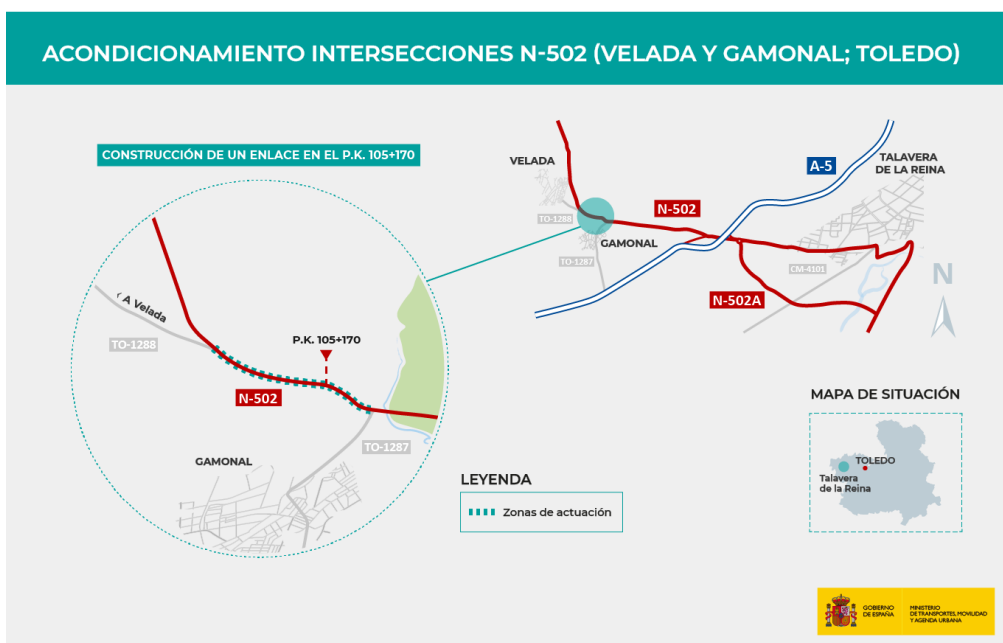 ACONDICIONAMIENTO INTERSECCIONES N-502 (VELADA Y GAMONAL; TOLEDO)
CONSTRUCCIÓN DE UN ENLACE EN EL P.K. 105+170
‹ A Velada
TO-1288
P.K. 105+170
N-502
TO-1287
GAMONAL
VELADA
TO-1288
GAMONAL
TO-1287
N-502
A-5
TALAVERA
DE LA REINA
CM-4101
N-502A
N
LEYENDA
Zonas de actuación
MAPA DE SITUACIÓN
TOLEDO
Talavera
de la Reina
GOBIERNO
DE ESPAÑA
MINISTERIO
DE TRANSPORTES, MOVILIDAD
Y AGENDA URBANA